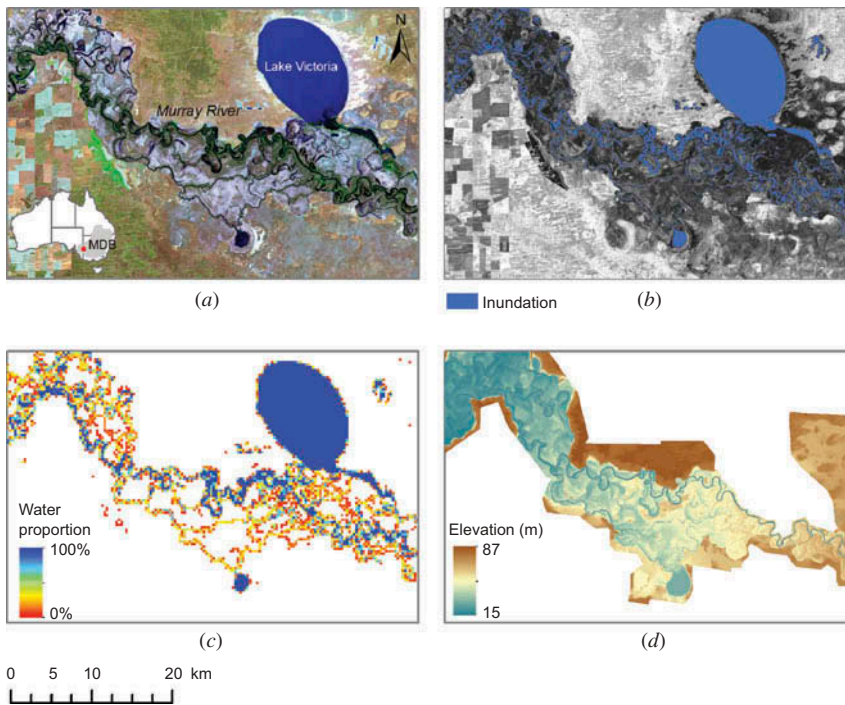 N
Lake Victoria
Murray River
MDB
(a)
Inundation
(b)
Water
proportion
100%
0%
(c)
Elevation (m)
87
15
(d)
0 5 10 20 km